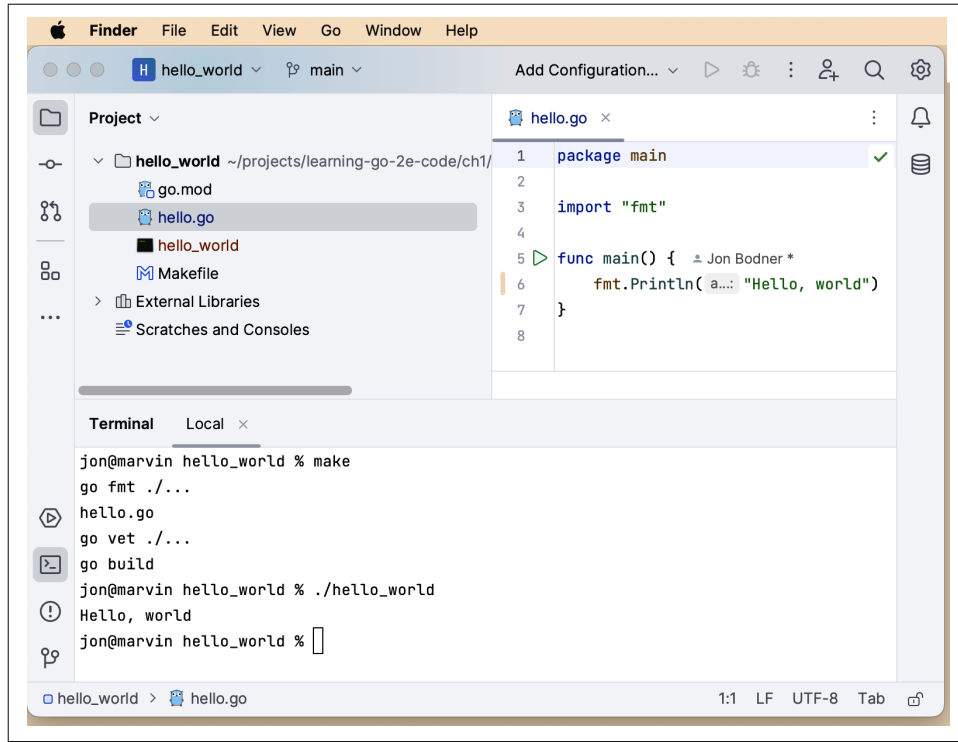 Finder File Edit View Go Window Help
H hello_world main Add Configuration...
Project
hello_world ~/projects/learning-go-2e-code/ch1/
go.mod
hello.go
hello_world
Makefile
External Libraries
Scratches and Consoles
hello.go
1 package main
2
3 import "fmt"
4
5 func main() { Jon Bodner *
6 fmt.Println( a...: "Hello, world")
7 }
8
Terminal Local
jon@marvin hello_world % make
go fmt ./...
hello.go
go vet ./...
go build
jon@marvin hello_world % ./hello_world
Hello, world
jon@marvin hello_world %
hello_world > hello.go 1:1 LF UTF-8 Tab